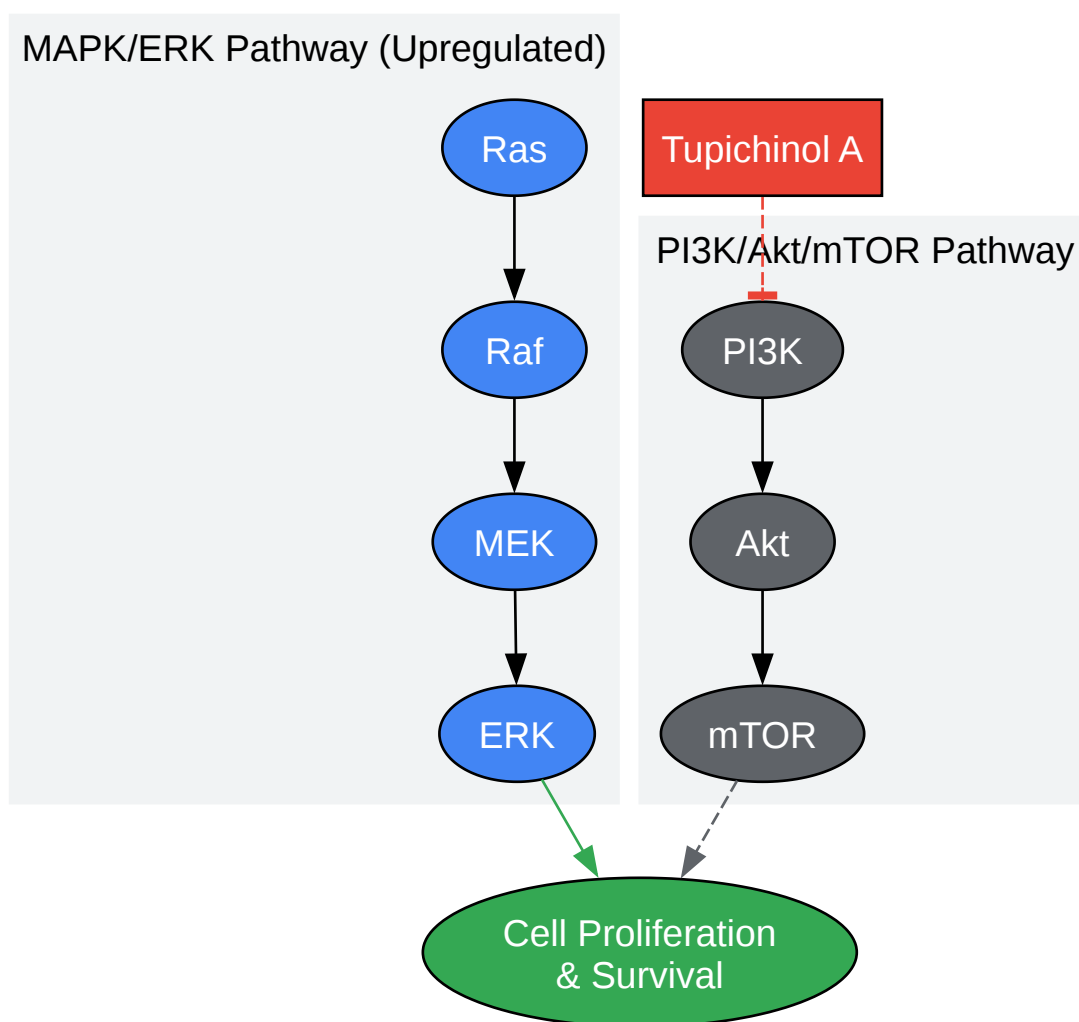 MAPK/ERK Pathway (Upregulated)
Ras
Tupichinol A
PI3K/Akt/mTOR Pathway
Raf
PI3K
MEK
Akt
ERK
mTOR
Cell Proliferation
& Survival